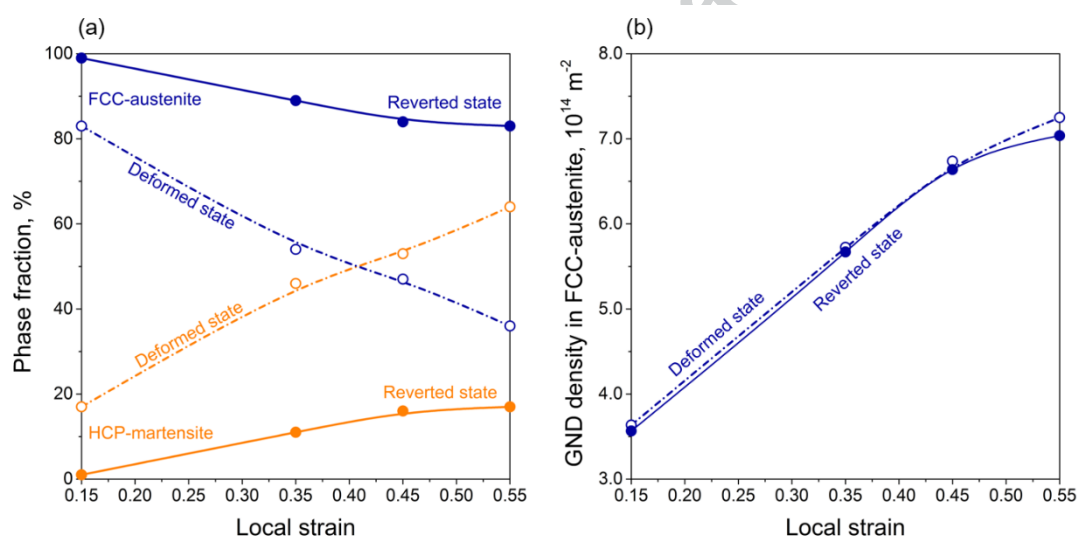 (a)
100
80
60
40
20
0
0.15 0.20 0.25 0.30 0.35 0.40 0.45 0.50 0.55
Phase fraction, %
Local strain
FCC-austenite
Reverted state
Deformed state
Deformed state
Reverted state
HCP-martensite
(b)
8.0
7.0
6.0
5.0
4.0
3.0
0.15 0.20 0.25 0.30 0.35 0.40 0.45 0.50 0.55
GND density in FCC-austenite, 10¹⁴ m⁻²
Local strain
Deformed state
Reverted state